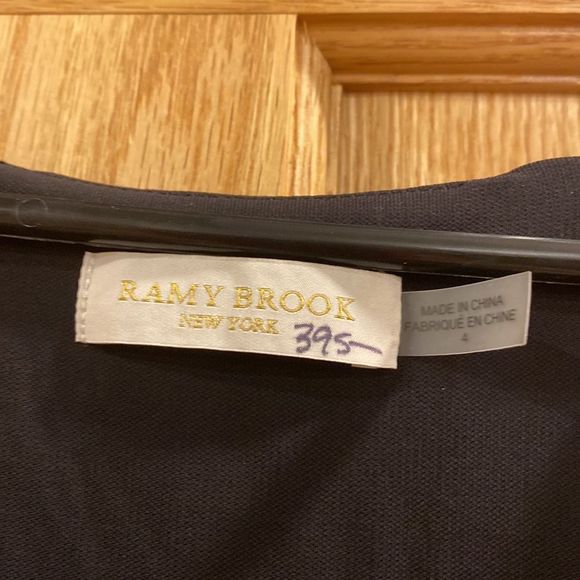 RAMY BROOK
NEW YORK
395-
MADE IN CHINA
FABRIQUÉ EN CHINE
4